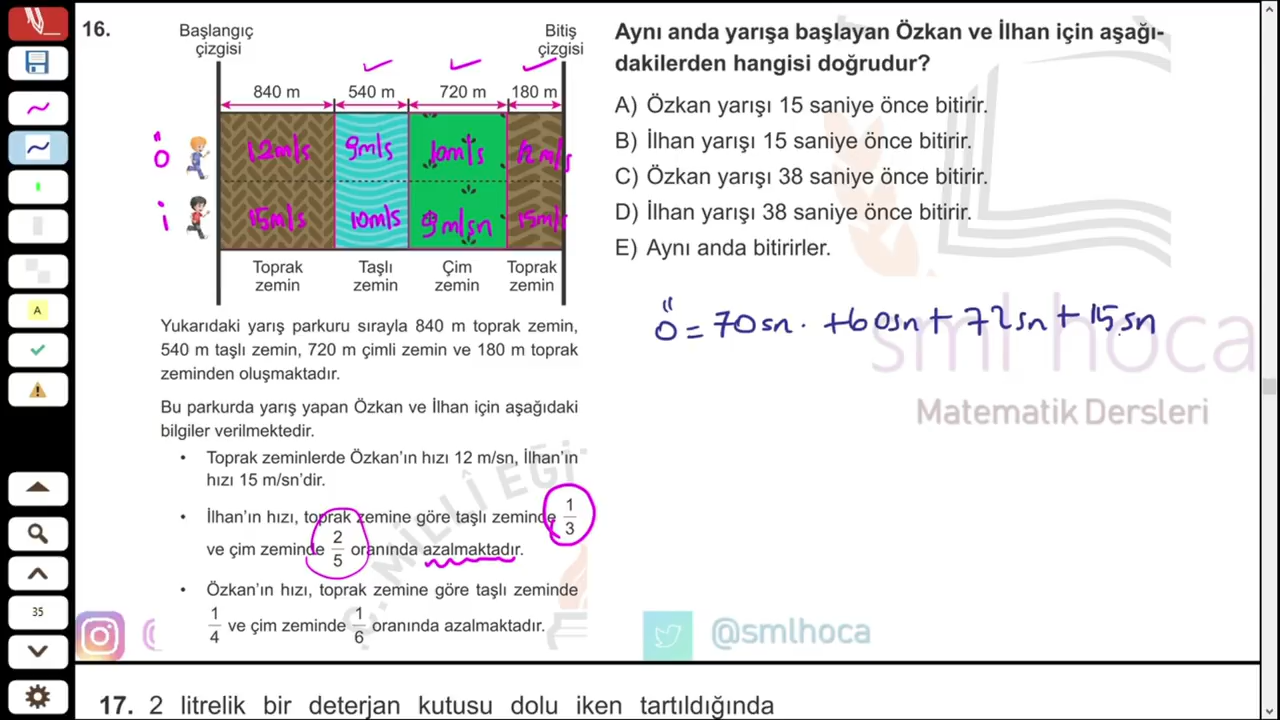 16.
Başlangıç
çizgisi
Bitiş
çizgisi
840 m 540 m 720 m 180 m
Ö 12m/s 9m/s 10m/s 12m/s
İ 15m/s 10m/s 9m/sn 15m/s
Toprak
zemin
Taşlı
zemin
Çim
zemin
Toprak
zemin
Yukarıdaki yarış parkuru sırayla 840 m toprak zemin,
540 m taşlı zemin, 720 m çimli zemin ve 180 m toprak
zeminden oluşmaktadır.
Bu parkurda yarış yapan Özkan ve İlhan için aşağıdaki
bilgiler verilmektedir.
• Toprak zeminlerde Özkan'ın hızı 12 m/sn, İlhan'ın
hızı 15 m/sn'dir.
• İlhan'ın hızı, toprak zemine göre taşlı zeminde 1/3
ve çim zeminde 2/5 oranında azalmaktadır.
• Özkan'ın hızı, toprak zemine göre taşlı zeminde
1/4 ve çim zeminde 1/6 oranında azalmaktadır.
Aynı anda yarışa başlayan Özkan ve İlhan için aşağı-
dakilerden hangisi doğrudur?
A) Özkan yarışı 15 saniye önce bitirir.
B) İlhan yarışı 15 saniye önce bitirir.
C) Özkan yarışı 38 saniye önce bitirir.
D) İlhan yarışı 38 saniye önce bitirir.
E) Aynı anda bitirirler.
Ö = 70sn. + 60sn + 72sn + 15sn
sml hoca
Matematik Dersleri
@smlhoca
MİLLÎ EĞİ
A
35
17. 2 litrelik bir deterjan kutusu dolu iken tartıldığında